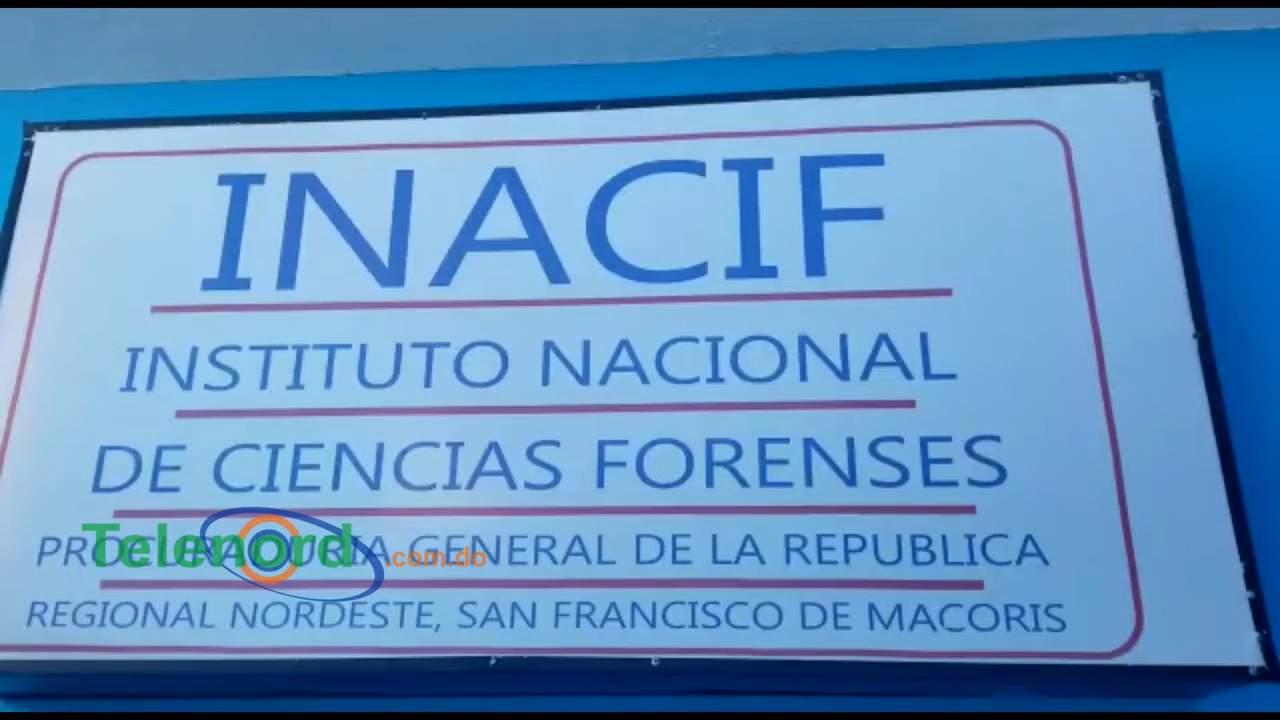 INACIF
INSTITUTO NACIONAL
DE CIENCIAS FORENSES
PROCURADURIA GENERAL DE LA REPUBLICA
Telenord.com.do
REGIONAL NORDESTE, SAN FRANCISCO DE MACORIS